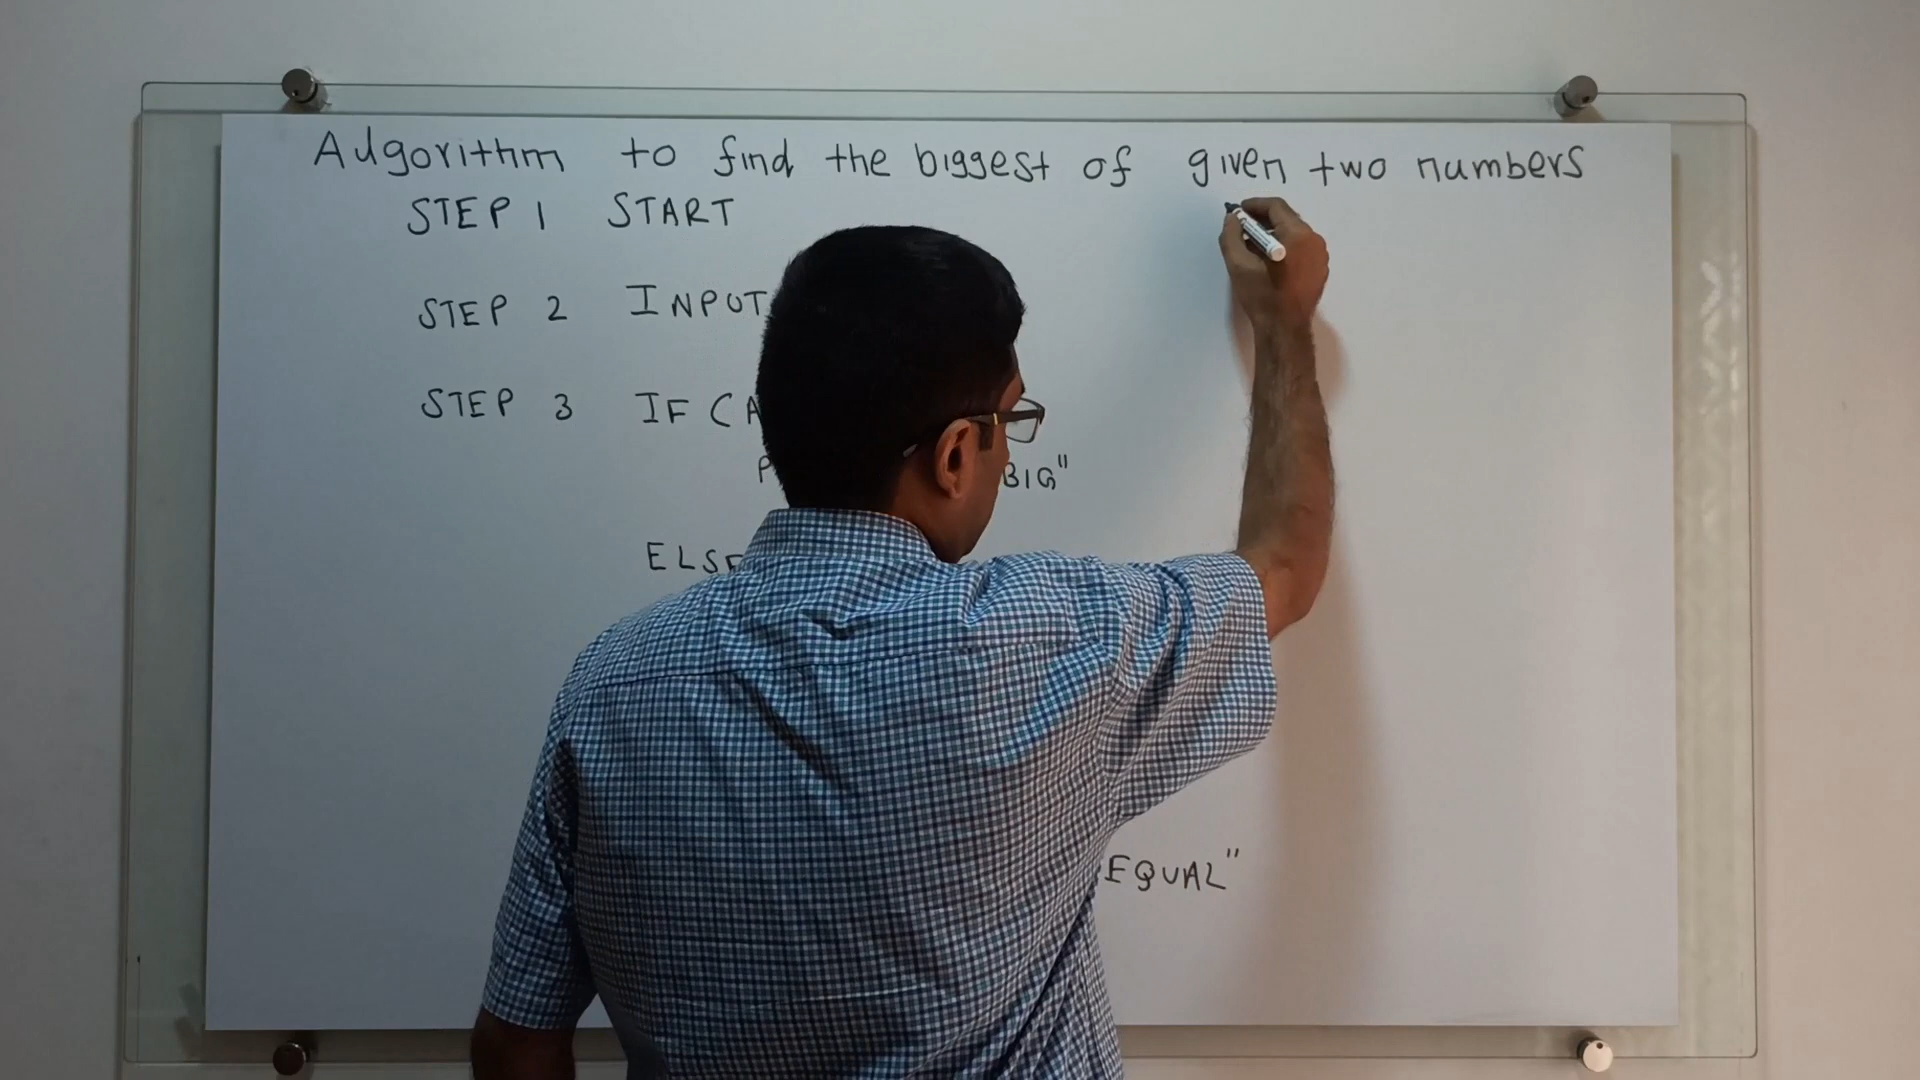 Algorithm to find the biggest of given two numbers
STEP 1 START
STEP 2 INPUT
STEP 3 IF (A
P BIG"
ELSE
EQUAL"